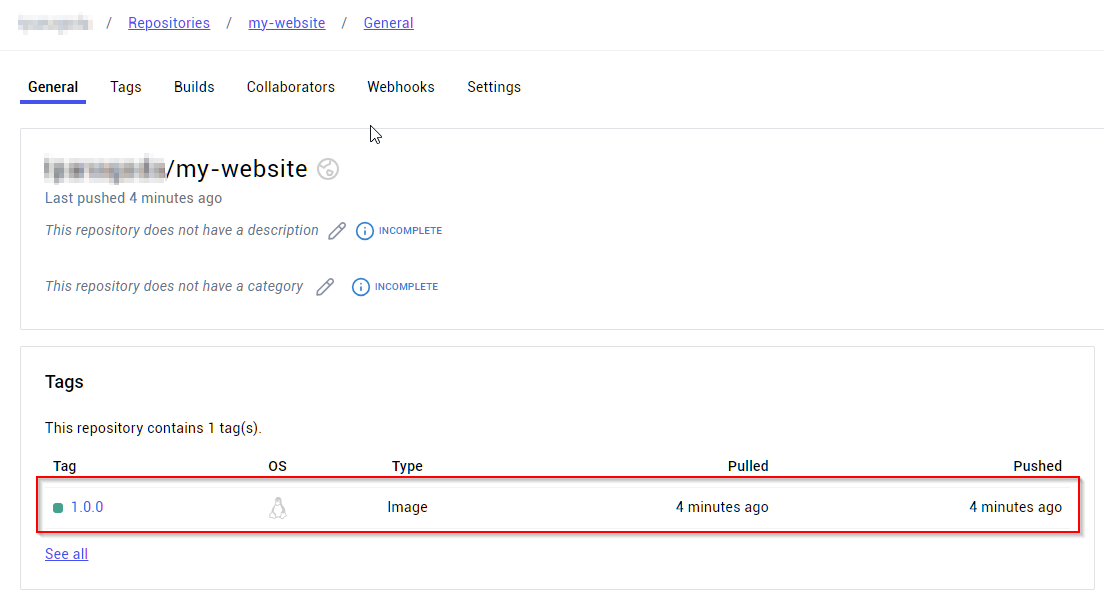 / Repositories / my-website / General
General Tags Builds Collaborators Webhooks Settings
/my-website
Last pushed 4 minutes ago
This repository does not have a description INCOMPLETE
This repository does not have a category INCOMPLETE
Tags
This repository contains 1 tag(s).
Tag OS Type Pulled Pushed
1.0.0 Image 4 minutes ago 4 minutes ago
See all